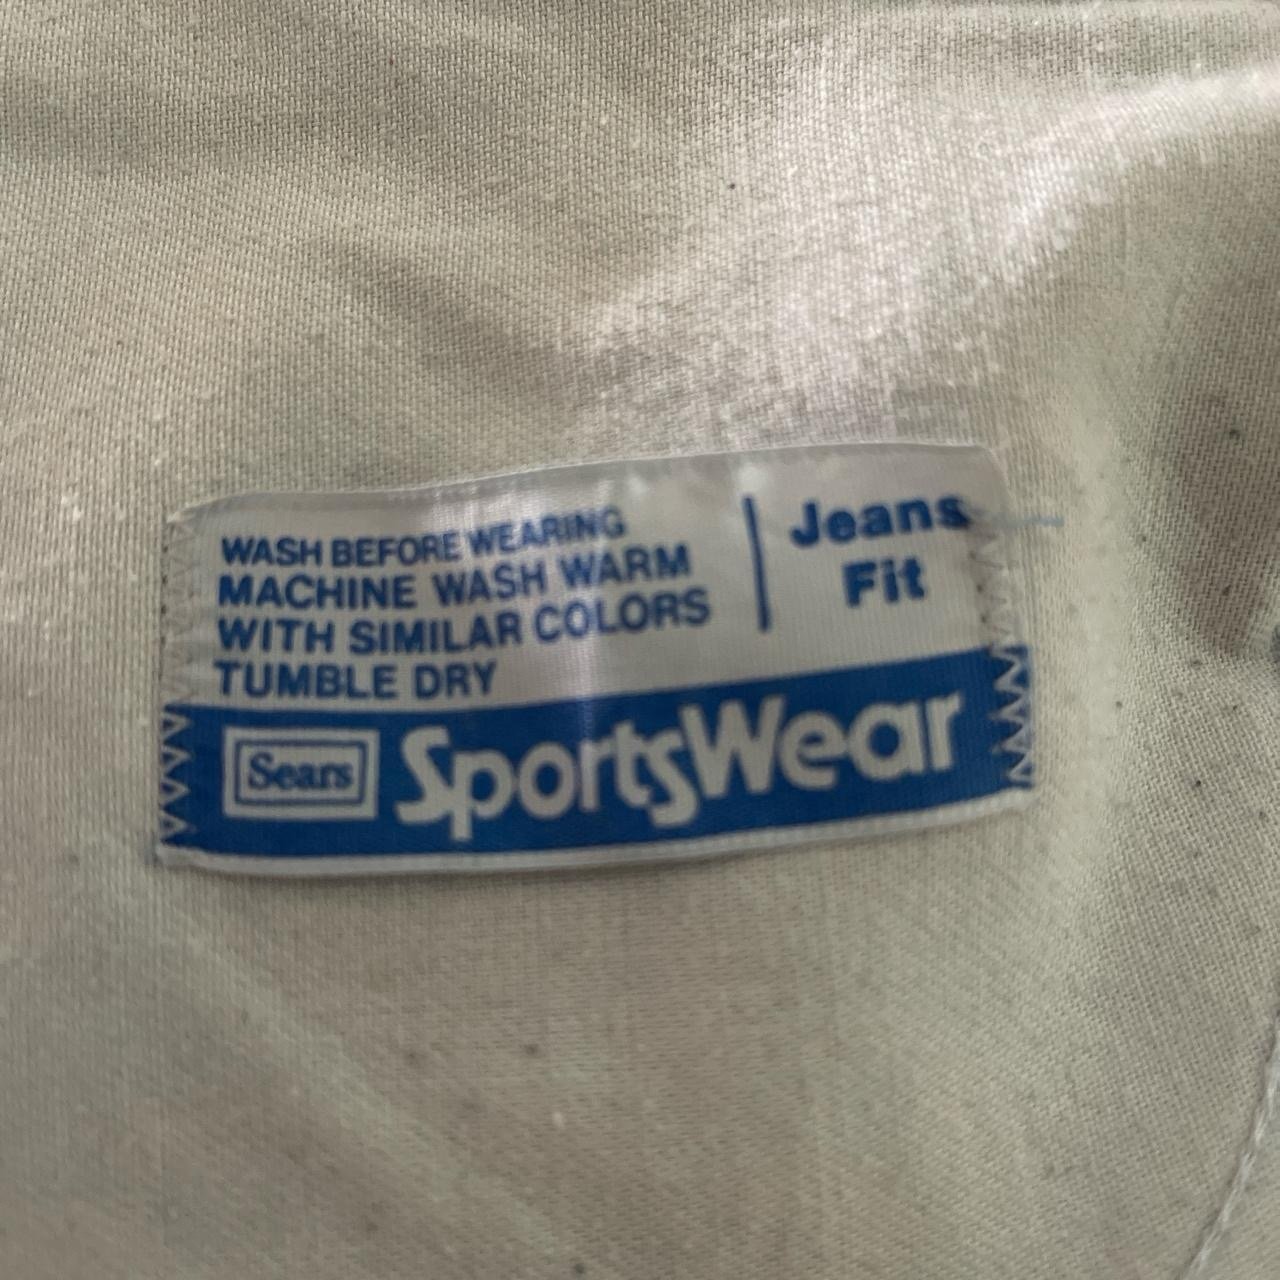 WASH BEFORE WEARING
MACHINE WASH WARM
WITH SIMILAR COLORS
TUMBLE DRY
Jeans
Fit
Sears SportsWear